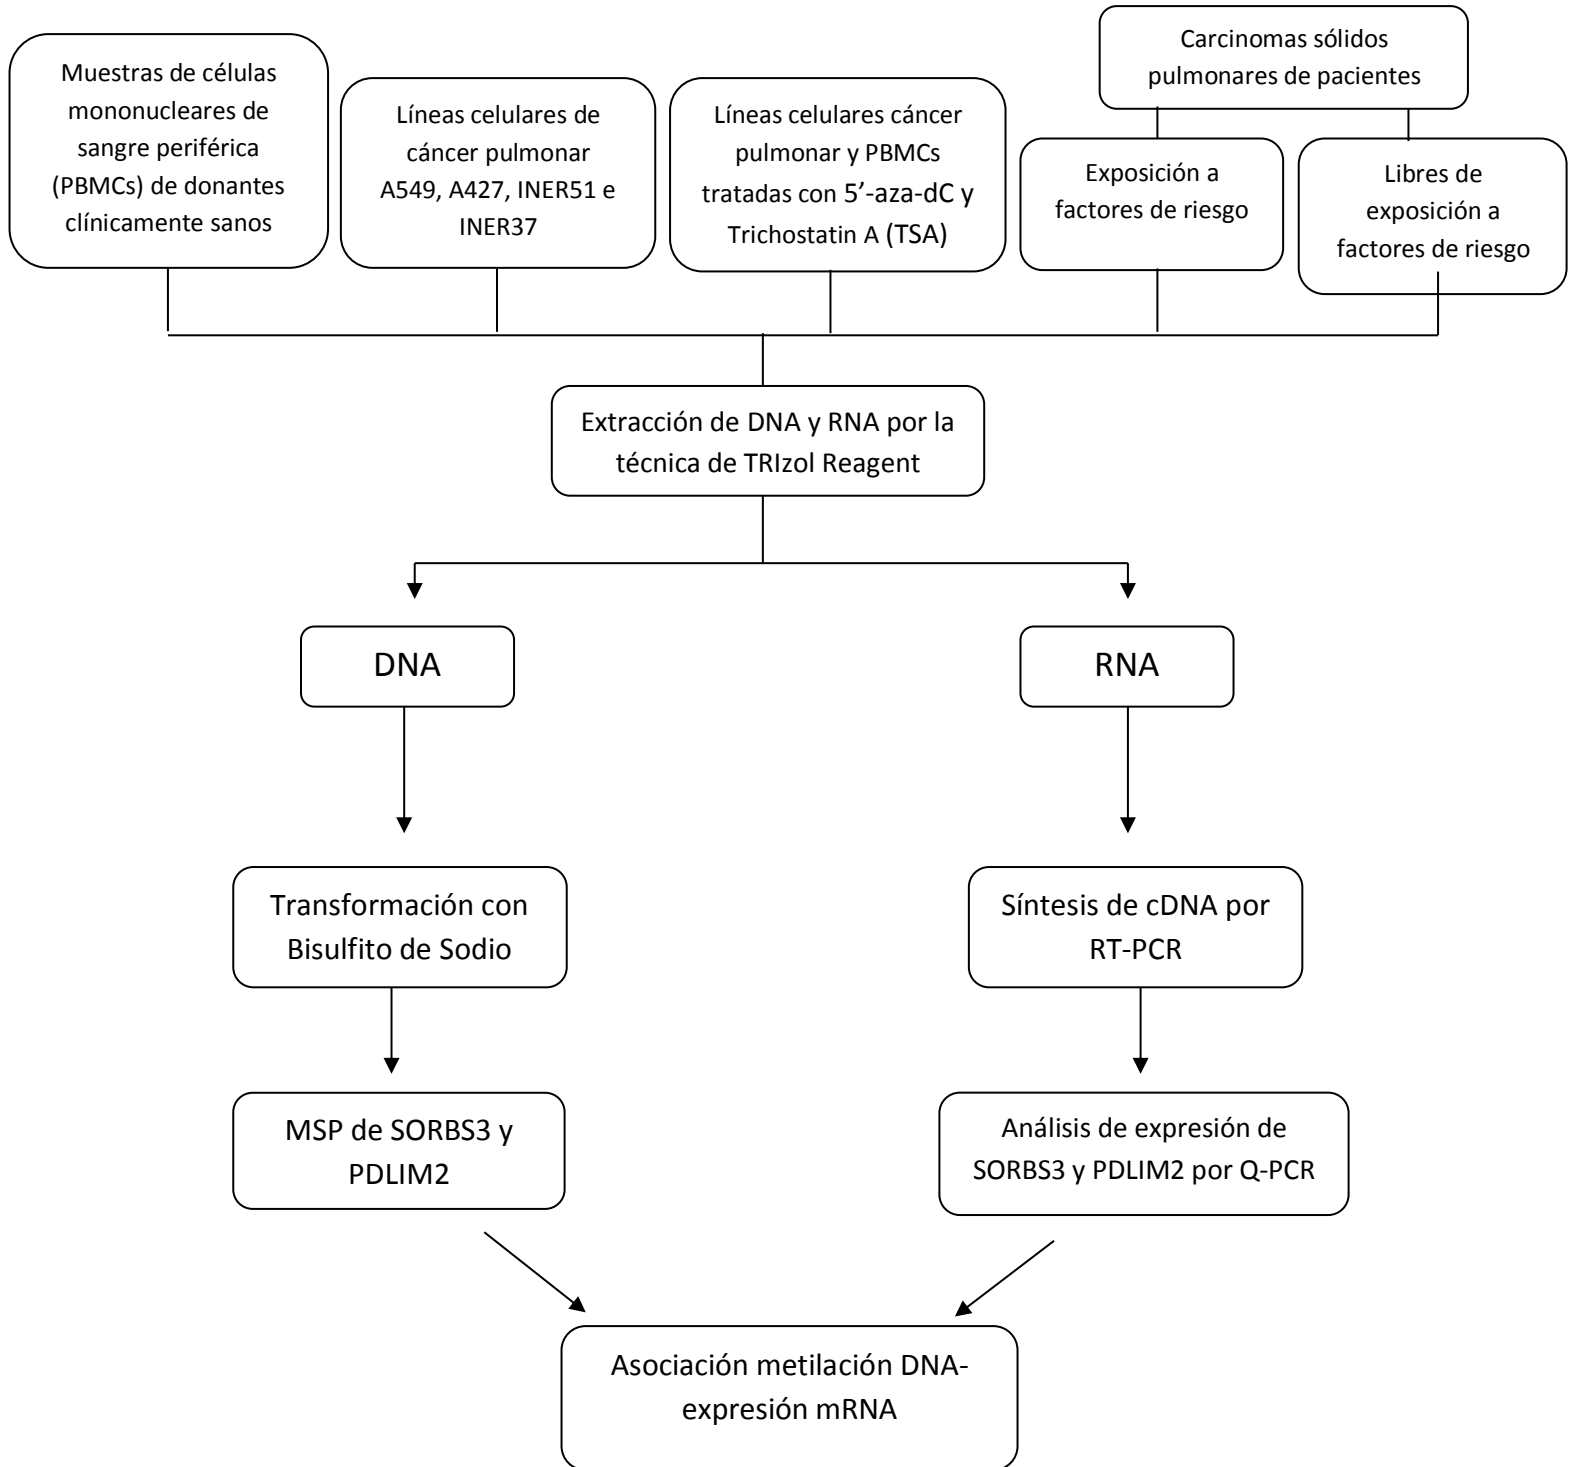 Muestras de células
mononucleares de
sangre periférica
(PBMCs) de donantes
clínicamente sanos
Líneas celulares de
cáncer pulmonar
A549, A427, INER51 e
INER37
Líneas celulares cáncer
pulmonar y PBMCs
tratadas con 5’-aza-dC y
Trichostatin A (TSA)
Carcinomas sólidos
pulmonares de pacientes
Exposición a
factores de riesgo
Libres de
exposición a
factores de riesgo
Extracción de DNA y RNA por la
técnica de TRIzol Reagent
DNA
RNA
Transformación con
Bisulfito de Sodio
Síntesis de cDNA por
RT-PCR
MSP de SORBS3 y
PDLIM2
Análisis de expresión de
SORBS3 y PDLIM2 por Q-PCR
Asociación metilación DNA-
expresión mRNA